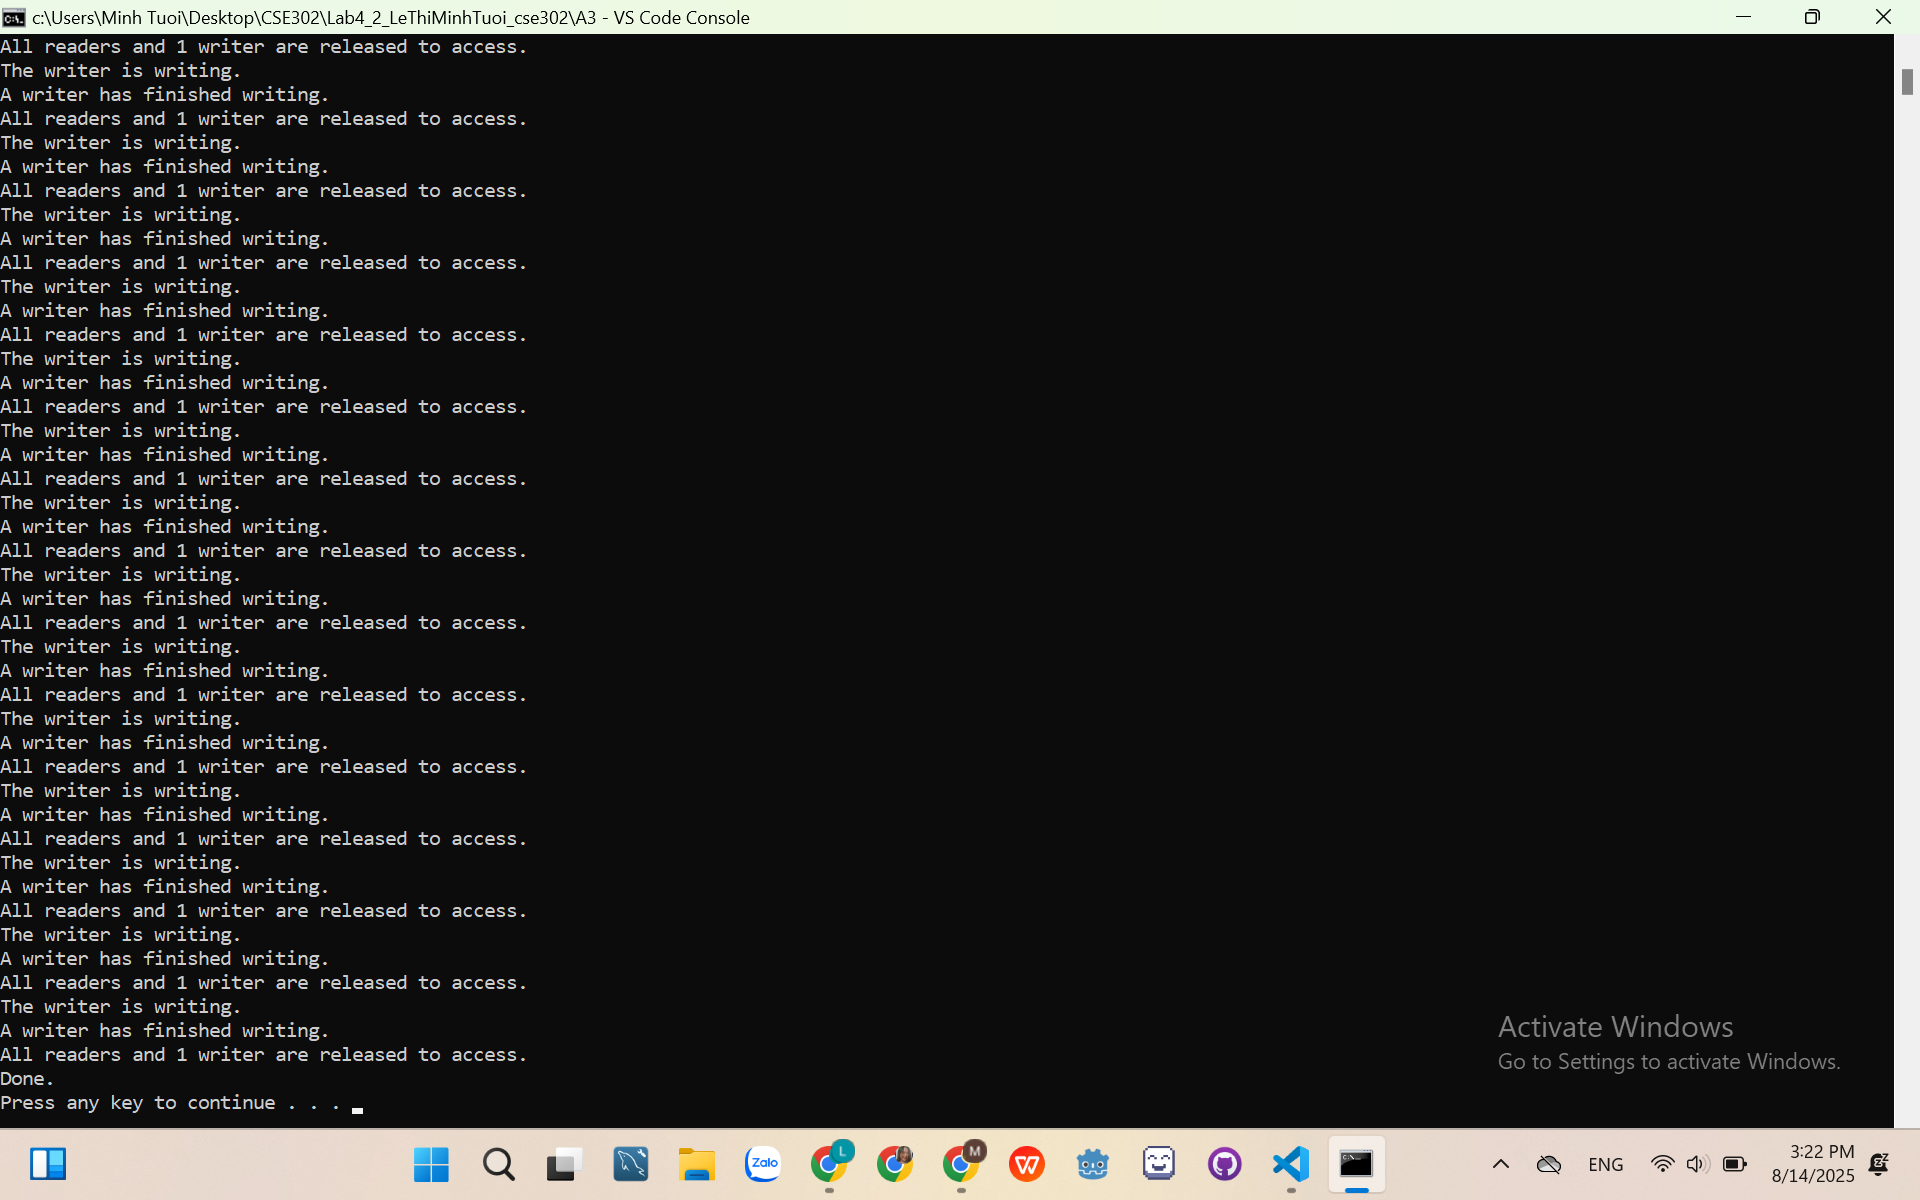 c:\Users\Minh Tuoi\Desktop\CSE302\Lab4_2_LeThiMinhTuoi_cse302\A3 - VS Code Console
All readers and 1 writer are released to access.
The writer is writing.
A writer has finished writing.
All readers and 1 writer are released to access.
The writer is writing.
A writer has finished writing.
All readers and 1 writer are released to access.
The writer is writing.
A writer has finished writing.
All readers and 1 writer are released to access.
The writer is writing.
A writer has finished writing.
All readers and 1 writer are released to access.
The writer is writing.
A writer has finished writing.
All readers and 1 writer are released to access.
The writer is writing.
A writer has finished writing.
All readers and 1 writer are released to access.
The writer is writing.
A writer has finished writing.
All readers and 1 writer are released to access.
The writer is writing.
A writer has finished writing.
All readers and 1 writer are released to access.
The writer is writing.
A writer has finished writing.
All readers and 1 writer are released to access.
The writer is writing.
A writer has finished writing.
All readers and 1 writer are released to access.
The writer is writing.
A writer has finished writing.
All readers and 1 writer are released to access.
The writer is writing.
A writer has finished writing.
All readers and 1 writer are released to access.
The writer is writing.
A writer has finished writing.
All readers and 1 writer are released to access.
The writer is writing.
A writer has finished writing.
All readers and 1 writer are released to access.
Done.
Press any key to continue . . .
Activate Windows
Go to Settings to activate Windows.
Zalo
L
M
W
ENG
3:22 PM
8/14/2025